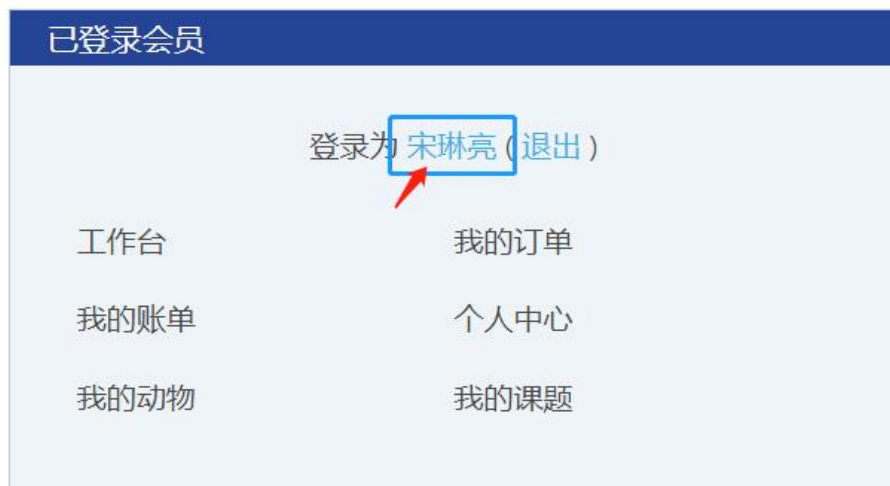 已登录会员
登录为 宋琳亮 (退出)
工作台 我的订单
我的账单 个人中心
我的动物 我的课题